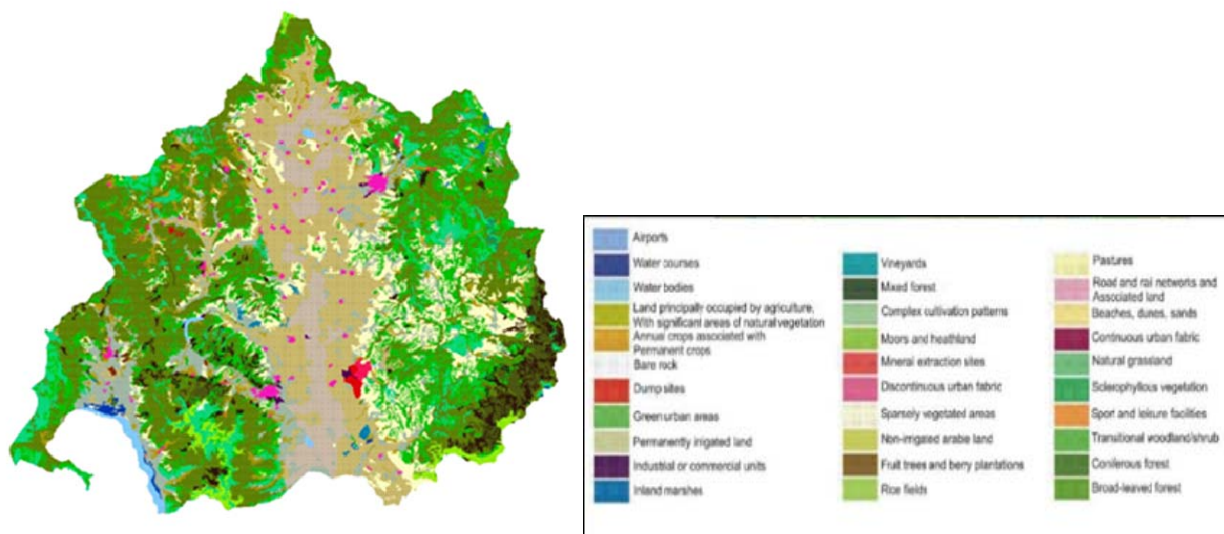 Airports
Water courses
Water bodies
Land principally occupied by agriculture,
With significant areas of natural vegetation
Annual crops associated with
Permanent crops
Bare rock
Dump sites
Green urban areas
Permanently irrigated land
Industrial or commercial units
Inland marshes
Vineyards
Mixed forest
Complex cultivation patterns
Moors and heathland
Mineral extraction sites
Discontinuous urban fabric
Sparsely vegetated areas
Non-irrigated arable land
Fruit trees and berry plantations
Rice fields
Pastures
Road and rail networks and
Associated land
Beaches, dunes, sands
Continuous urban fabric
Natural grassland
Sclerophyllous vegetation
Sport and leisure facilities
Transitional woodland/shrub
Coniferous forest
Broad-leaved forest